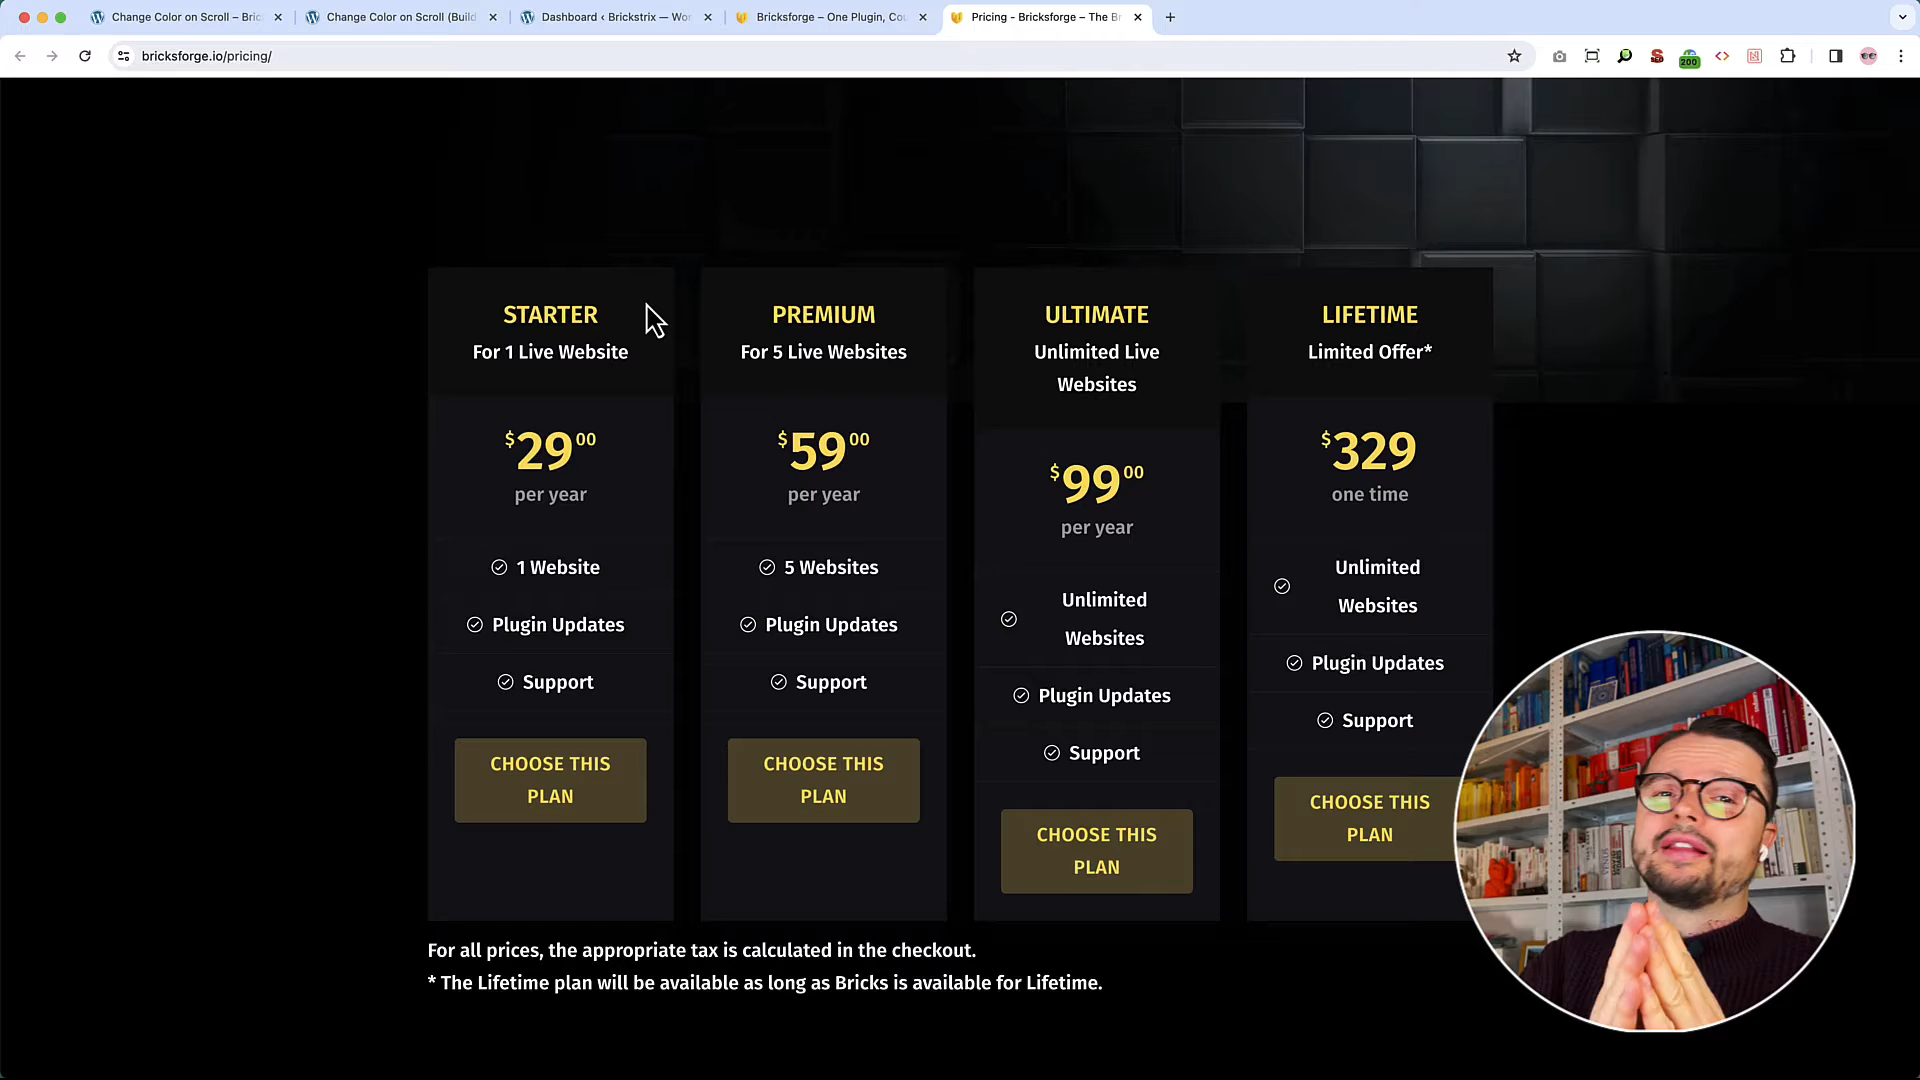 Change Color on Scroll – Bric
Change Color on Scroll (Build
Dashboard ‹ Brickstrix — Wor
Bricksforge – One Plugin, Cou
Pricing - Bricksforge – The Br
bricksforge.io/pricing/
200
STARTER
For 1 Live Website
$29 00
per year
1 Website
Plugin Updates
Support
CHOOSE THIS
PLAN
PREMIUM
For 5 Live Websites
$59 00
per year
5 Websites
Plugin Updates
Support
CHOOSE THIS
PLAN
ULTIMATE
Unlimited Live
Websites
$99 00
per year
Unlimited
Websites
Plugin Updates
Support
CHOOSE THIS
PLAN
LIFETIME
Limited Offer*
$329
one time
Unlimited
Websites
Plugin Updates
Support
CHOOSE THIS
PLAN
For all prices, the appropriate tax is calculated in the checkout.
* The Lifetime plan will be available as long as Bricks is available for Lifetime.